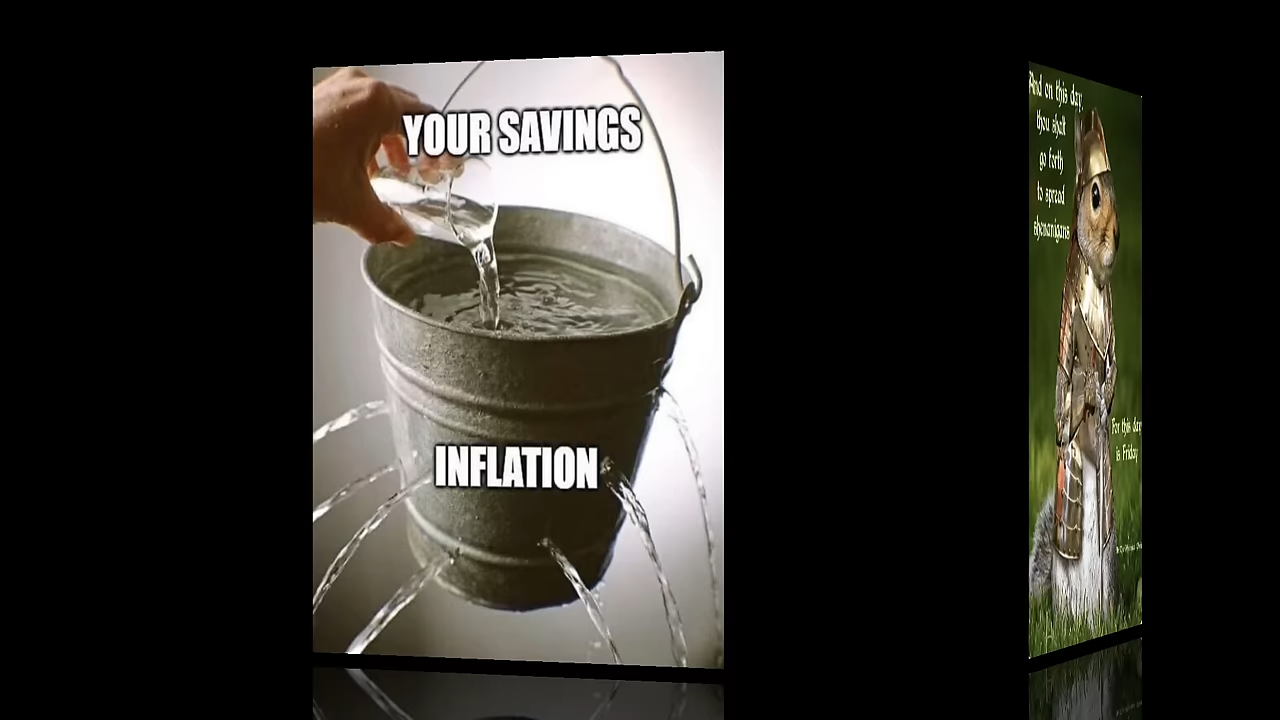 YOUR SAVINGS
INFLATION
And on this day
thou shalt
go forth
to spread
shenanigans
For this day
is Friday